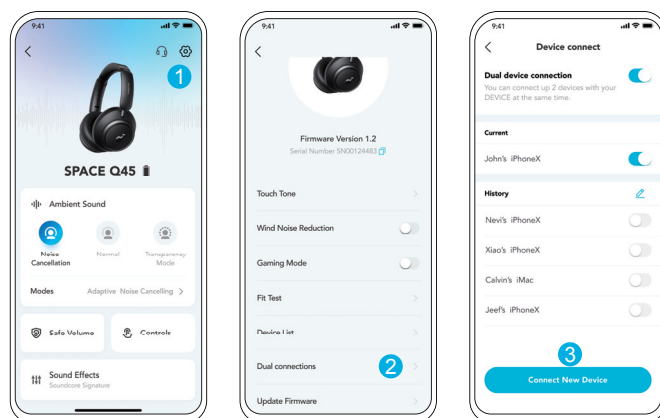 9:41
1
SPACE Q45
Ambient Sound
Noise
Cancellation
Normal
Transparency
Mode
Modes
Adaptive Noise Cancelling
Safe Volume
Controls
Sound Effects
Soundcore Signature
9:41
Firmware Version 1.2
Serial Number SN00124483
Touch Tone
Wind Noise Reduction
Gaming Mode
Fit Test
Device List
Dual connections
2
Update Firmware
9:41
Device connect
Dual device connection
You can connect up 2 devices with your
DEVICE at the same time.
Current
John's iPhoneX
History
Nevi's iPhoneX
Xiao's iPhoneX
Calvin's iMac
Jeef's iPhoneX
3
Connect New Device